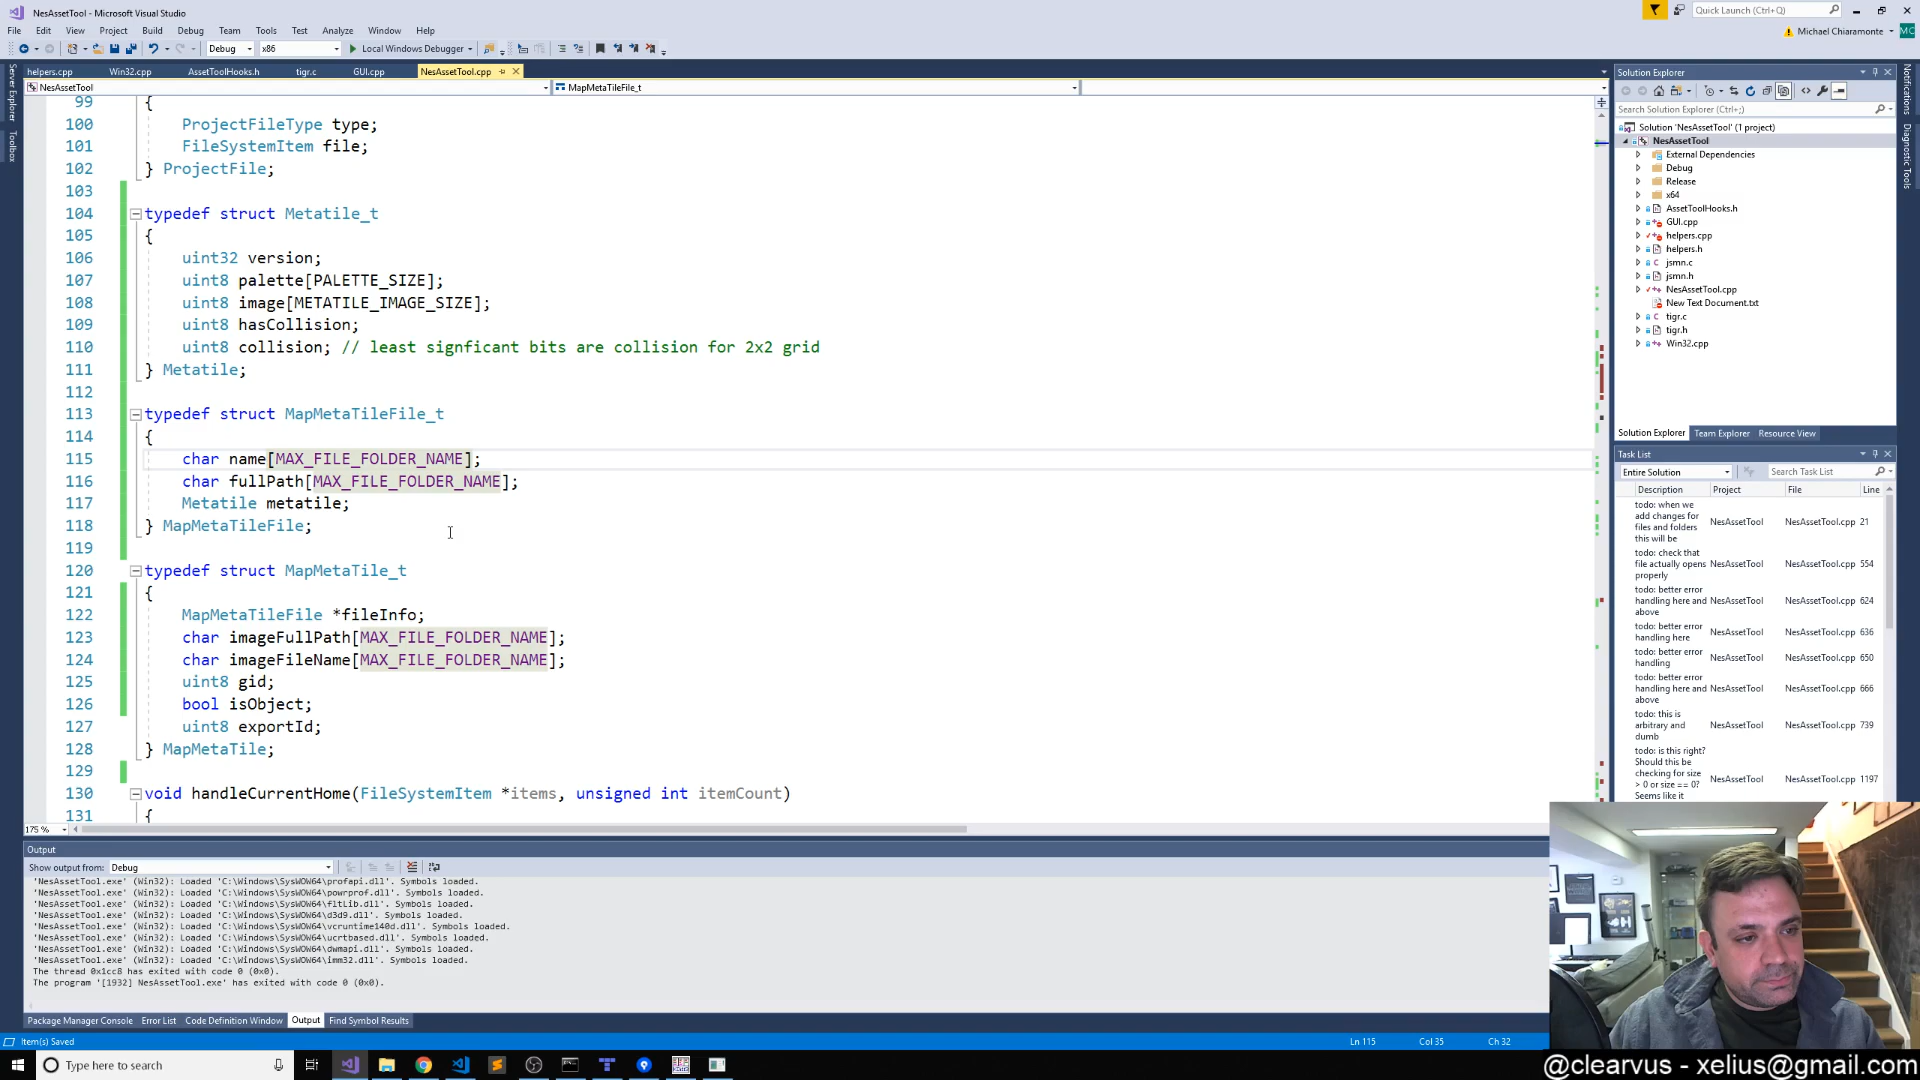 NesAssetTool - Microsoft Visual Studio
Quick Launch (Ctrl+Q)
File Edit View Project Build Debug Team Tools Test Analyze Window Help
Michael Chiaramonte MC
Debug x86 Local Windows Debugger
helpers.cpp Win32.cpp AssetToolHooks.h tigr.c GUI.cpp NesAssetTool.cpp
NesAssetTool MapMetaTileFile_t
Server Explorer
Toolbox
99 {
100 ProjectFileType type;
101 FileSystemItem file;
102 } ProjectFile;
103
104 typedef struct Metatile_t
105 {
106 uint32 version;
107 uint8 palette[PALETTE_SIZE];
108 uint8 image[METATILE_IMAGE_SIZE];
109 uint8 hasCollision;
110 uint8 collision; // least signficant bits are collision for 2x2 grid
111 } Metatile;
112
113 typedef struct MapMetaTileFile_t
114 {
115 char name[MAX_FILE_FOLDER_NAME];
116 char fullPath[MAX_FILE_FOLDER_NAME];
117 Metatile metatile;
118 } MapMetaTileFile;
119
120 typedef struct MapMetaTile_t
121 {
122 MapMetaTileFile *fileInfo;
123 char imageFullPath[MAX_FILE_FOLDER_NAME];
124 char imageFileName[MAX_FILE_FOLDER_NAME];
125 uint8 gid;
126 bool isObject;
127 uint8 exportId;
128 } MapMetaTile;
129
130 void handleCurrentHome(FileSystemItem *items, unsigned int itemCount)
131 {
175 %
Solution Explorer
Search Solution Explorer (Ctrl+;)
Solution 'NesAssetTool' (1 project)
NesAssetTool
External Dependencies
Debug
Release
x64
AssetToolHooks.h
GUI.cpp
helpers.cpp
helpers.h
jsmn.c
jsmn.h
NesAssetTool.cpp
New Text Document.txt
tigr.c
tigr.h
Win32.cpp
Solution Explorer Team Explorer Resource View
Notifications
Diagnostic Tools
Task List
Entire Solution Search Task List
Description Project File Line
todo: when we
add changes for
files and folders
this will be
NesAssetTool NesAssetTool.cpp 21
todo: check that
file actually opens
properly
NesAssetTool NesAssetTool.cpp 554
todo: better error
handling here and
above
NesAssetTool NesAssetTool.cpp 624
todo: better error
handling here
NesAssetTool NesAssetTool.cpp 636
todo: better error
handling
NesAssetTool NesAssetTool.cpp 650
todo: better error
handling here and
above
NesAssetTool NesAssetTool.cpp 666
todo: this is
arbitrary and
dumb
NesAssetTool NesAssetTool.cpp 739
todo: is this right?
Should this be
checking for size
> 0 or size == 0?
Seems like it
NesAssetTool NesAssetTool.cpp 1197
Output
Show output from: Debug
'NesAssetTool.exe' (Win32): Loaded 'C:\Windows\SysWOW64\profapi.dll'. Symbols loaded.
'NesAssetTool.exe' (Win32): Loaded 'C:\Windows\SysWOW64\powrprof.dll'. Symbols loaded.
'NesAssetTool.exe' (Win32): Loaded 'C:\Windows\SysWOW64\fltLib.dll'. Symbols loaded.
'NesAssetTool.exe' (Win32): Loaded 'C:\Windows\SysWOW64\d3d9.dll'. Symbols loaded.
'NesAssetTool.exe' (Win32): Loaded 'C:\Windows\SysWOW64\vcruntime140d.dll'. Symbols loaded.
'NesAssetTool.exe' (Win32): Loaded 'C:\Windows\SysWOW64\ucrtbased.dll'. Symbols loaded.
'NesAssetTool.exe' (Win32): Loaded 'C:\Windows\SysWOW64\dwmapi.dll'. Symbols loaded.
'NesAssetTool.exe' (Win32): Loaded 'C:\Windows\SysWOW64\imm32.dll'. Symbols loaded.
The thread 0x1cc8 has exited with code 0 (0x0).
The program '[1932] NesAssetTool.exe' has exited with code 0 (0x0).
Package Manager Console Error List Code Definition Window Output Find Symbol Results
Item(s) Saved Ln 115 Col 35 Ch 32
Type here to search
@clearvus - xelius@gmail.com